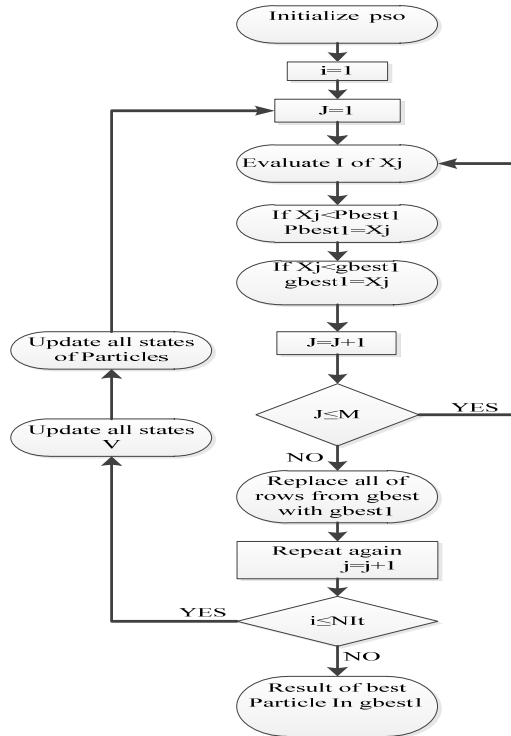 Initialize pso
i=1
J=1
Evaluate I of Xj
If Xj<Pbest1
Pbest1=Xj
If Xj<gbest1
gbest1=Xj
J=J+1
J≤M
YES
NO
Replace all of
rows from gbest
with gbest1
Repeat again
j=j+1
i≤NIt
YES
NO
Result of best
Particle In gbest1
Update all states
V
Update all states
of Particles